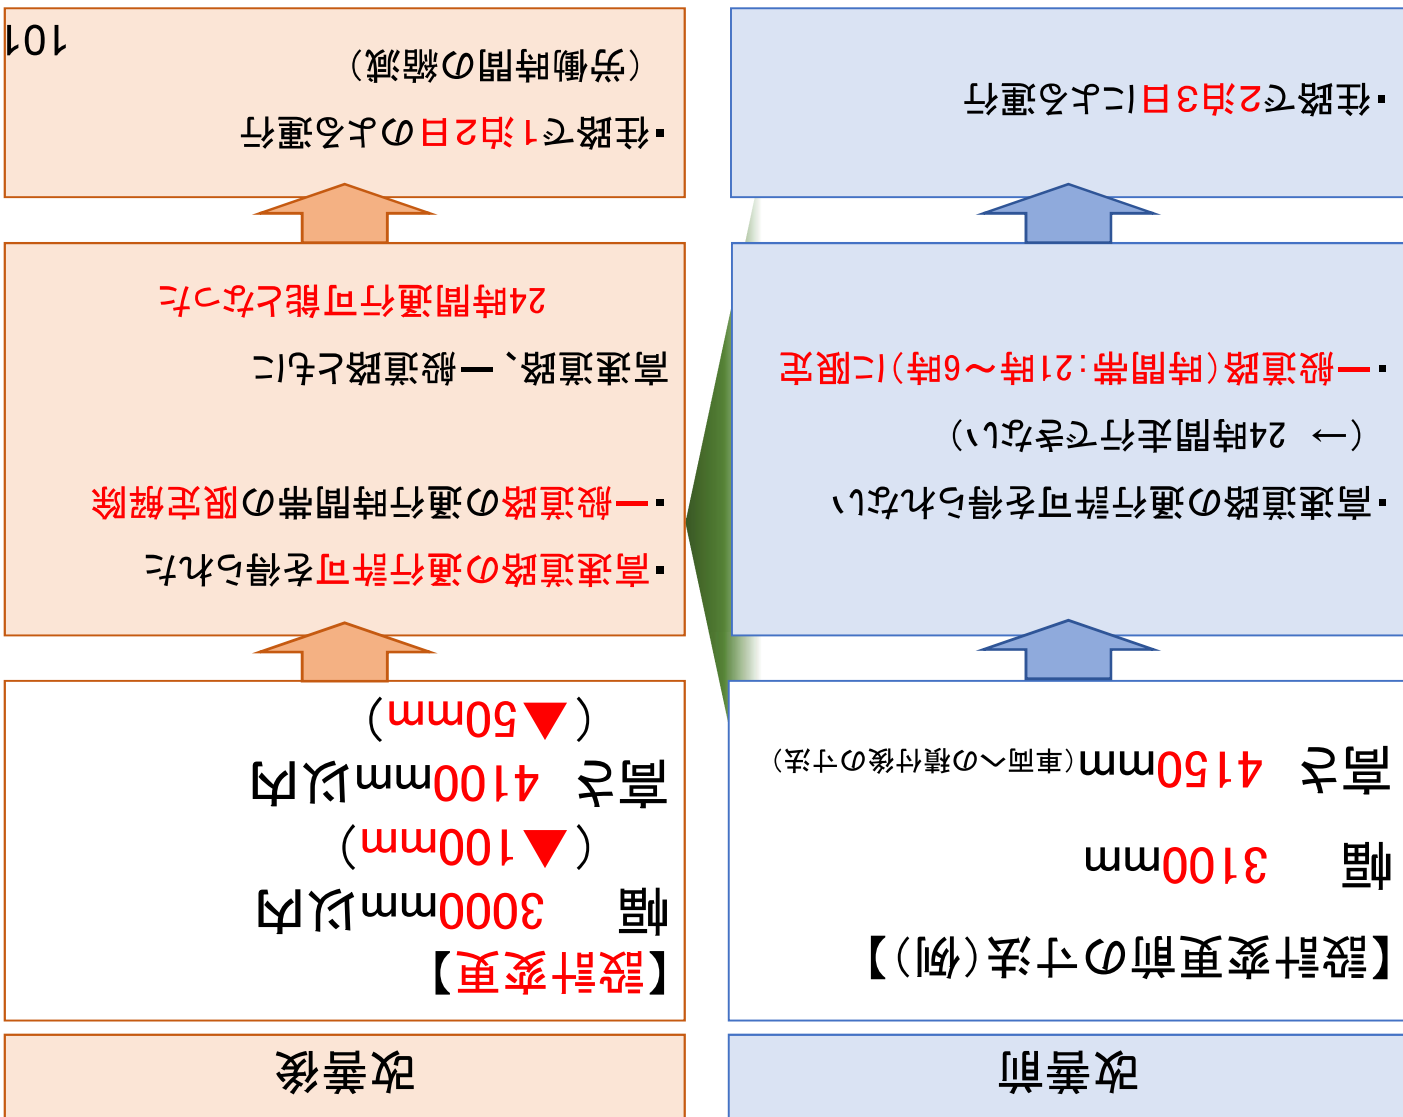 改善前
【設計変更前の寸法(例)】
幅 3100mm
高さ 4150mm(車両への積付後の寸法)
・高速道路の通行許可を得られない
(→ 24時間走行できない)
・一般道路(時間帯:21時～6時)に限定
・往路で2泊3日による運行
改善後
【設計変更】
幅 3000mm以内
(▲100mm)
高さ 4100mm以内
(▲50mm)
・高速道路の通行許可を得られた
・一般道路の通行時間帯の限定解除
高速道路、一般道路ともに
24時間通行可能となった
・往路で1泊2日のよる運行
(労働時間の縮減)
101